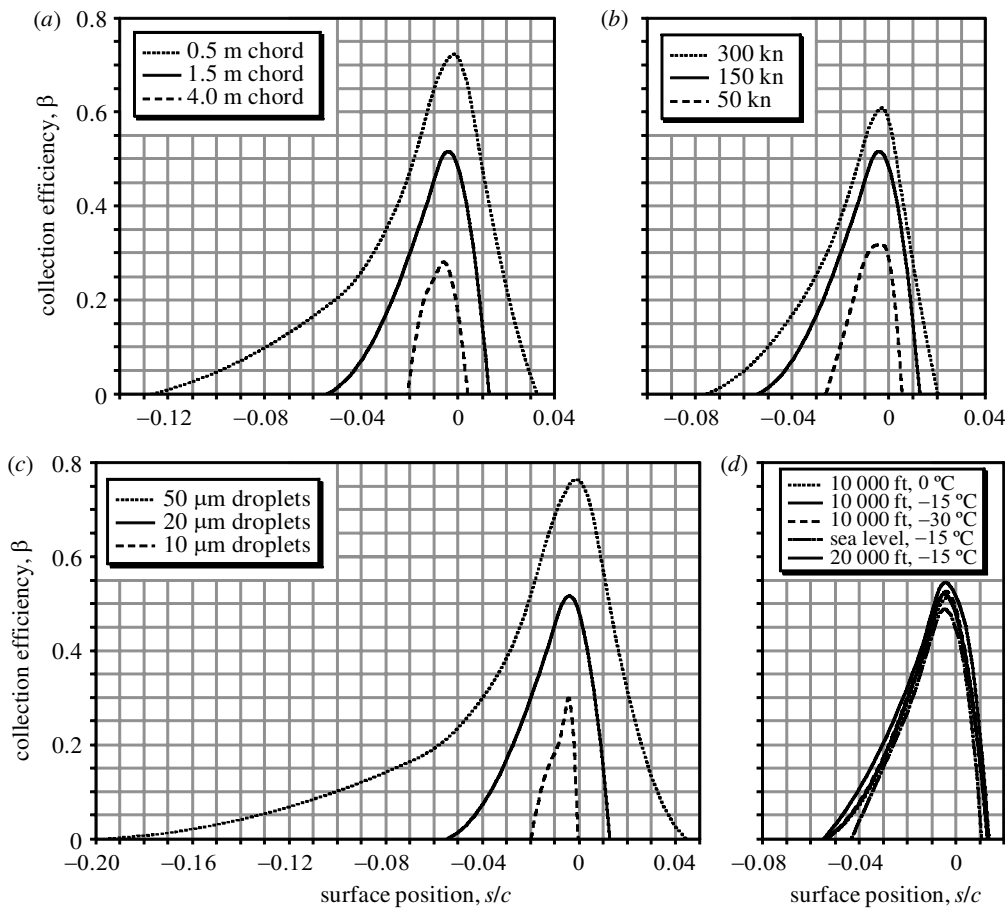 (a)
0.8
0.6
0.4
0.2
0
collection efficiency, β
0.5 m chord
1.5 m chord
4.0 m chord
−0.12
−0.08
−0.04
0
0.04
(b)
300 kn
150 kn
50 kn
−0.08
−0.04
0
0.04
(c)
0.8
0.6
0.4
0.2
0
collection efficiency, β
50 μm droplets
20 μm droplets
10 μm droplets
−0.20
−0.16
−0.12
−0.08
−0.04
0
0.04
surface position, s/c
(d)
10 000 ft, 0 ºC
10 000 ft, −15 ºC
10 000 ft, −30 ºC
sea level, −15 ºC
20 000 ft, −15 ºC
−0.08
−0.04
0
surface position, s/c